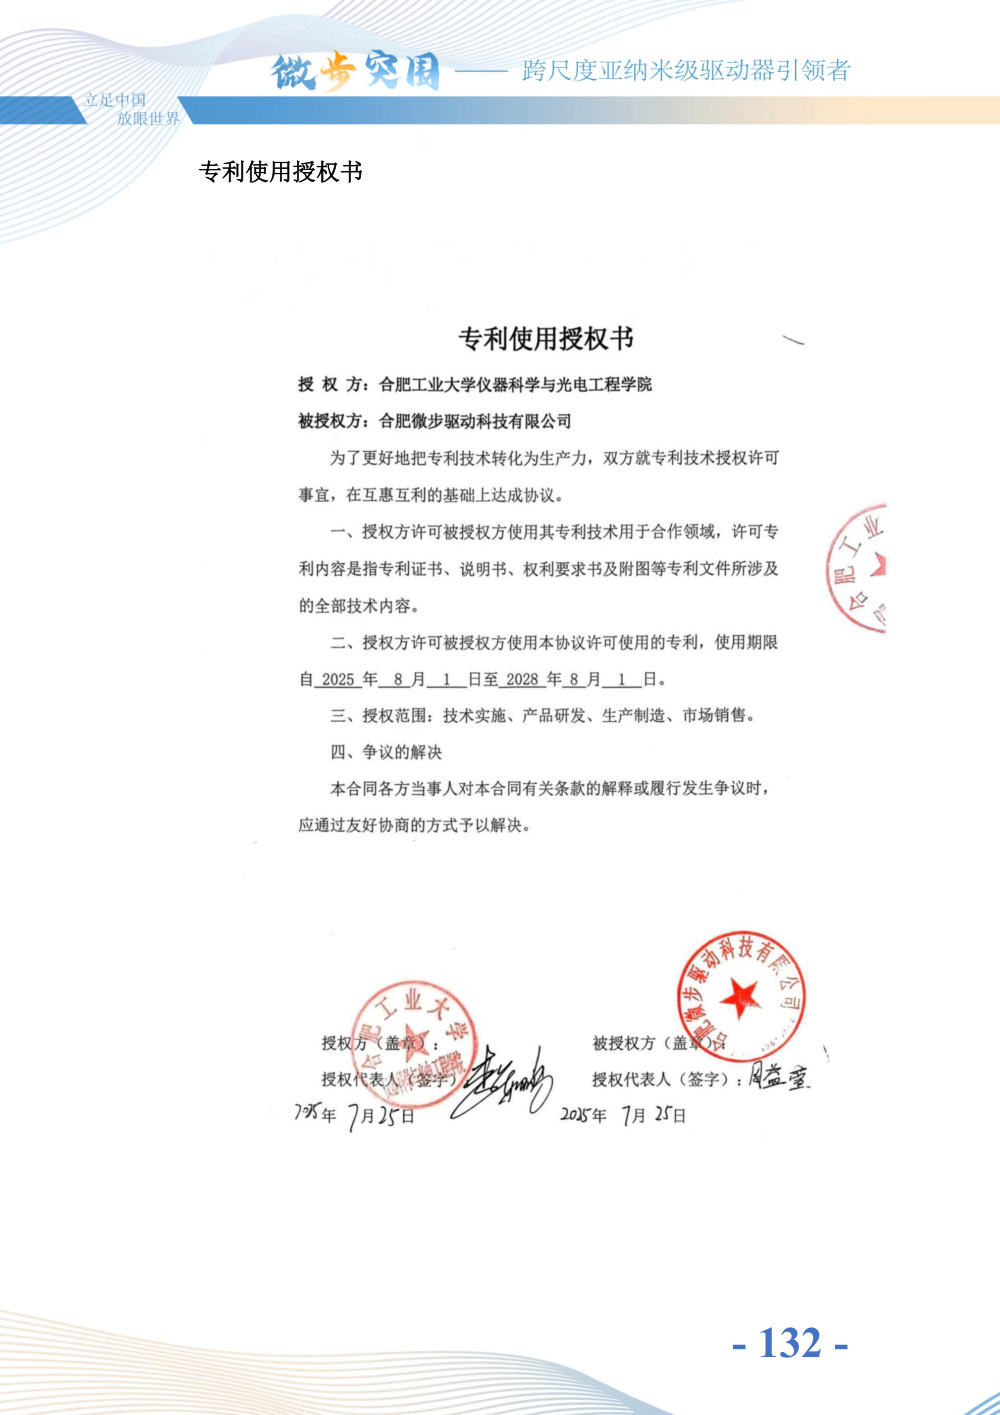 微步突围 —— 跨尺度亚纳米级驱动器引领者
立足中国
放眼世界
专利使用授权书
专利使用授权书
授 权 方：合肥工业大学仪器科学与光电工程学院
被授权方：合肥微步驱动科技有限公司
为了更好地把专利技术转化为生产力，双方就专利技术授权许可
事宜，在互惠互利的基础上达成协议。
一、授权方许可被授权方使用其专利技术用于合作领域，许可专
利内容是指专利证书、说明书、权利要求书及附图等专利文件所涉及
的全部技术内容。
二、授权方许可被授权方使用本协议许可使用的专利，使用期限
自 2025 年 8 月 1 日至 2028 年 8 月 1 日。
三、授权范围：技术实施、产品研发、生产制造、市场销售。
四、争议的解决
本合同各方当事人对本合同有关条款的解释或履行发生争议时，
应通过友好协商的方式予以解决。
合肥工业
合肥工业大学
合肥微步驱动科技有限公司
授权方（盖章）： 被授权方（盖章）：
授权代表人（签字） 授权代表人（签字）：周益
2025年 7月25日 2025年 7月 25日
- 132 -